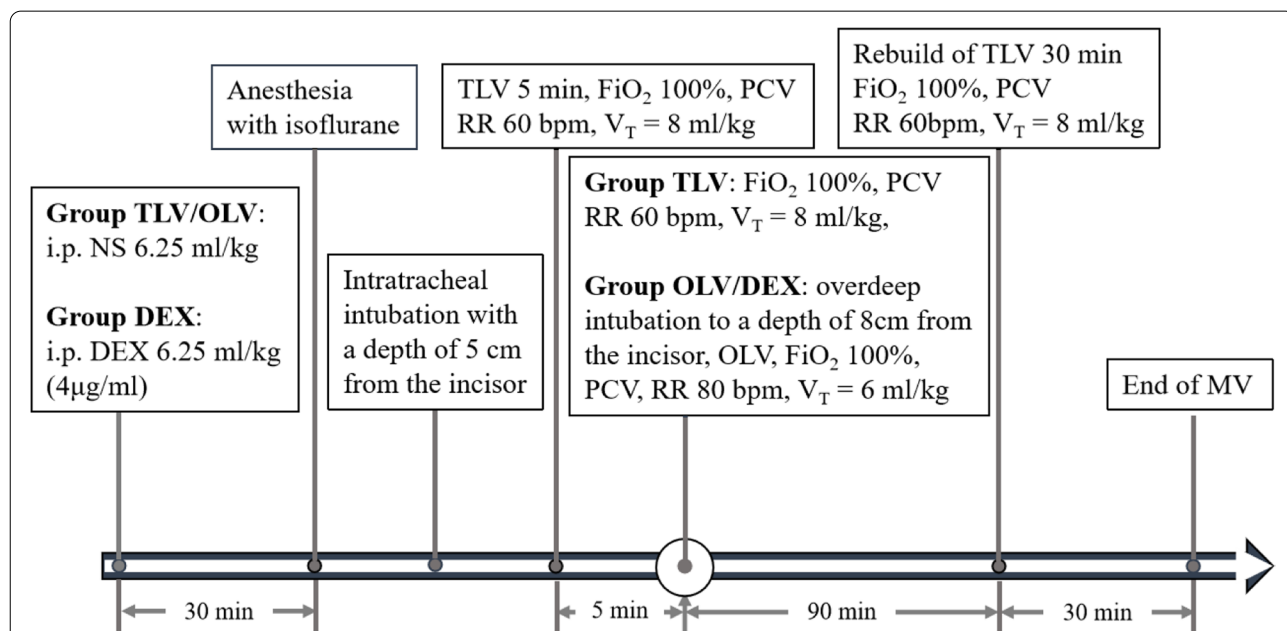 Group TLV/OLV:
i.p. NS 6.25 ml/kg
Group DEX:
i.p. DEX 6.25 ml/kg
(4μg/ml)
Anesthesia
with isoflurane
Intratracheal
intubation with
a depth of 5 cm
from the incisor
TLV 5 min, FiO₂ 100%, PCV
RR 60 bpm, V_T = 8 ml/kg
Group TLV: FiO₂ 100%, PCV
RR 60 bpm, V_T = 8 ml/kg,
Group OLV/DEX: overdeep
intubation to a depth of 8cm from
the incisor, OLV, FiO₂ 100%,
PCV, RR 80 bpm, V_T = 6 ml/kg
Rebuild of TLV 30 min
FiO₂ 100%, PCV
RR 60bpm, V_T = 8 ml/kg
End of MV
30 min
5 min
90 min
30 min